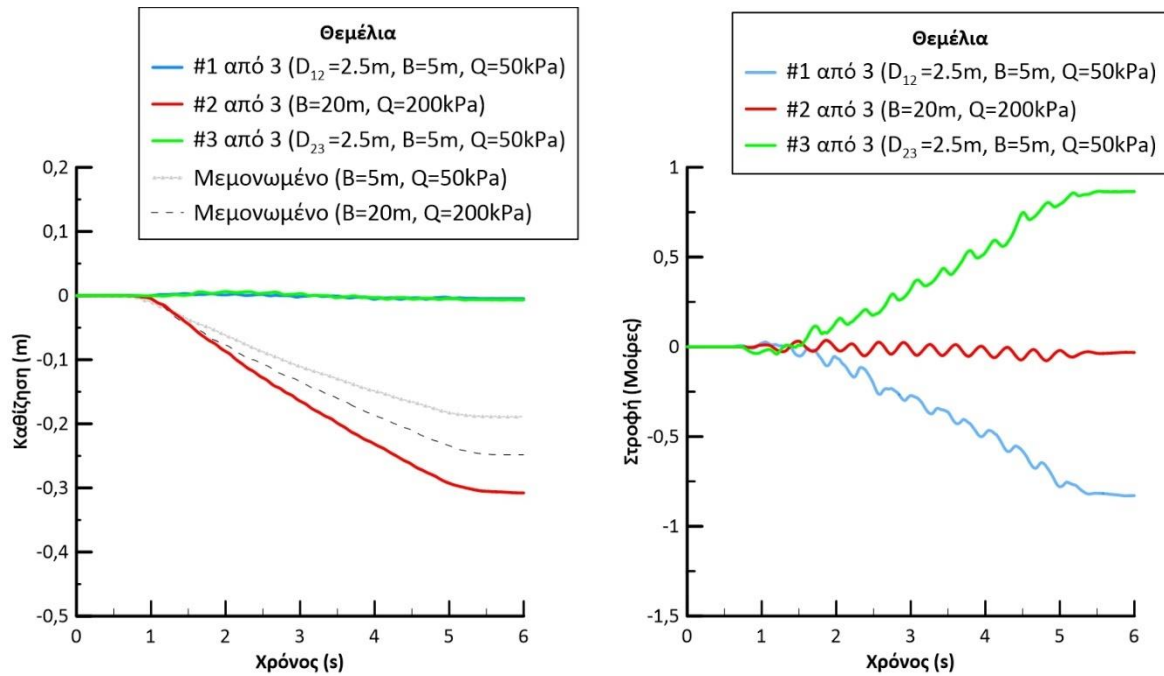 Θεμέλια
#1 από 3 (D₁₂=2.5m, B=5m, Q=50kPa)
#2 από 3 (B=20m, Q=200kPa)
#3 από 3 (D₂₃=2.5m, B=5m, Q=50kPa)
Μεμονωμένο (B=5m, Q=50kPa)
Μεμονωμένο (B=20m, Q=200kPa)
0,2
0,1
0
-0,1
-0,2
-0,3
-0,4
-0,5
Καθίζηση (m)
0 1 2 3 4 5 6
Χρόνος (s)
Θεμέλια
#1 από 3 (D₁₂=2.5m, B=5m, Q=50kPa)
#2 από 3 (B=20m, Q=200kPa)
#3 από 3 (D₂₃=2.5m, B=5m, Q=50kPa)
1
0,5
0
-0,5
-1
-1,5
Στροφή (Μοίρες)
0 1 2 3 4 5 6
Χρόνος (s)